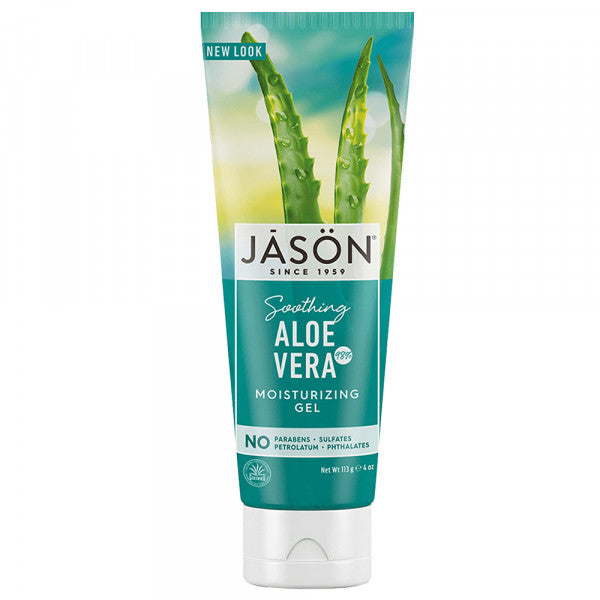 NEW LOOK
JĀSÖN®
SINCE 1959
Soothing
ALOE
VERA 98%
MOISTURIZING
GEL
NO PARABENS • SULFATES
PETROLATUM • PHTHALATES
Net Wt 113 g ℮ 4 oz